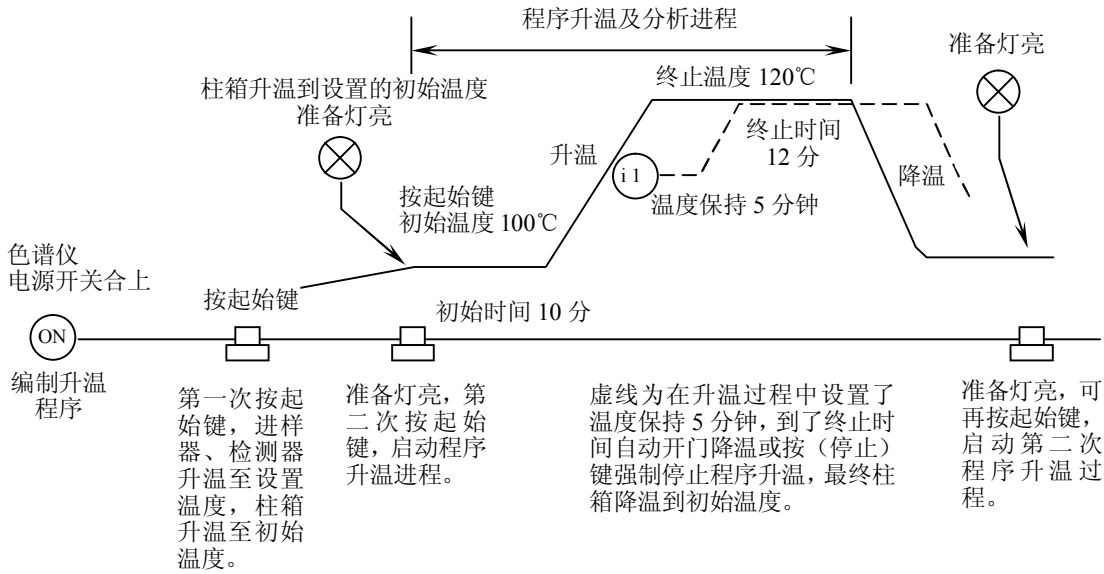 程序升温及分析进程
准备灯亮
终止温度 120℃
柱箱升温到设置的初始温度
准备灯亮
终止时间
12 分
升温
i 1
降温
按起始键
初始温度 100℃
温度保持 5 分钟
色谱仪
电源开关合上
按起始键
初始时间 10 分
ON
编制升温
程序
第一次按起
始键，进样
器、检测器
升温至设置
温度，柱箱
升温至初始
温度。
准备灯亮，第
二次按起始
键，启动程序
升温进程。
虚线为在升温过程中设置了
温度保持 5 分钟，到了终止时
间自动开门降温或按（停止）
键强制停止程序升温，最终柱
箱降温到初始温度。
准备灯亮，可
再按起始键，
启动第二次
程序升温过
程。